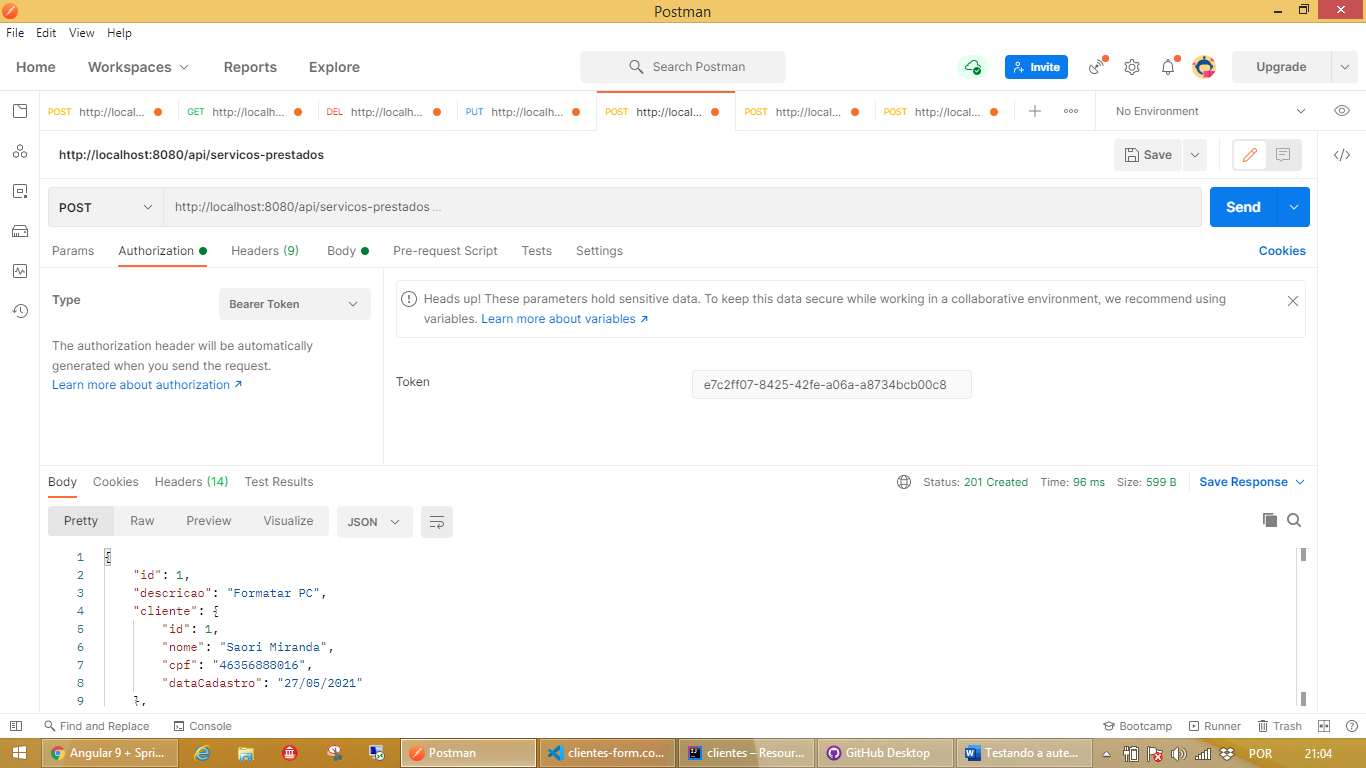 Postman
File Edit View Help
Home Workspaces Reports Explore Search Postman Invite Upgrade
POST http://local... GET http://localh... DEL http://localh... PUT http://localh... POST http://loca... POST http://local... POST http://local... No Environment
http://localhost:8080/api/servicos-prestados Save
POST http://localhost:8080/api/servicos-prestados ... Send
Params Authorization Headers (9) Body Pre-request Script Tests Settings Cookies
Type Bearer Token
Heads up! These parameters hold sensitive data. To keep this data secure while working in a collaborative environment, we recommend using
variables. Learn more about variables
The authorization header will be automatically
generated when you send the request.
Learn more about authorization
Token e7c2ff07-8425-42fe-a06a-a8734bcb00c8
Body Cookies Headers (14) Test Results Status: 201 Created Time: 96 ms Size: 599 B Save Response
Pretty Raw Preview Visualize JSON
1 {
2 "id": 1,
3 "descricao": "Formatar PC",
4 "cliente": {
5 "id": 1,
6 "nome": "Saori Miranda",
7 "cpf": "46356888016",
8 "dataCadastro": "27/05/2021"
9 },
Find and Replace Console Bootcamp Runner Trash
Angular 9 + Spri... Postman clientes-form.co... clientes – Resour... GitHub Desktop Testando a aute... POR 21:04